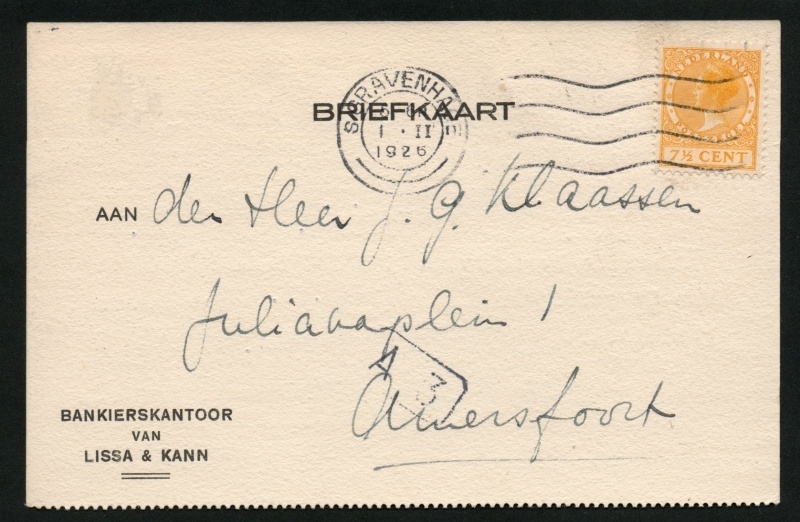 NEDERLAND
7½ CENT
BRIEFKAART
1 · II
1926
AAN den Heer J. G. Klaassen
Julianaplein 1
Amersfoort
3
BANKIERSKANTOOR
VAN
LISSA & KANN